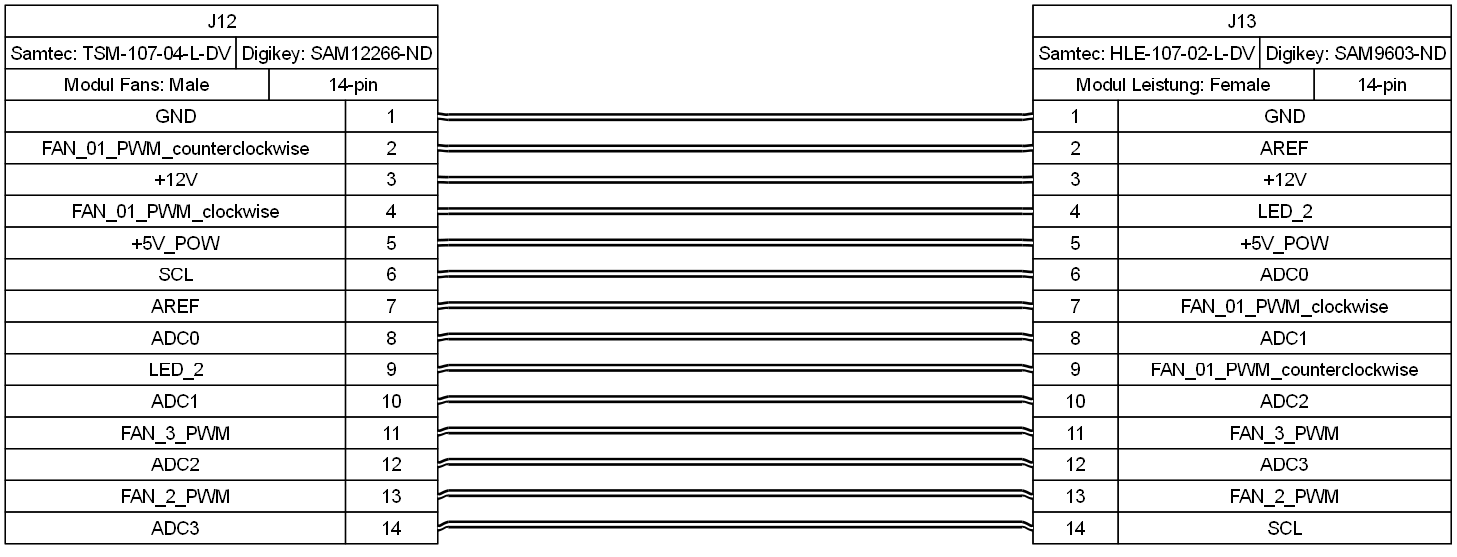 J12 J13
Samtec: TSM-107-04-L-DV Digikey: SAM12266-ND Samtec: HLE-107-02-L-DV Digikey: SAM9603-ND
Modul Fans: Male 14-pin Modul Leistung: Female 14-pin
GND 1 1 GND
FAN_01_PWM_counterclockwise 2 2 AREF
+12V 3 3 +12V
FAN_01_PWM_clockwise 4 4 LED_2
+5V_POW 5 5 +5V_POW
SCL 6 6 ADC0
AREF 7 7 FAN_01_PWM_clockwise
ADC0 8 8 ADC1
LED_2 9 9 FAN_01_PWM_counterclockwise
ADC1 10 10 ADC2
FAN_3_PWM 11 11 FAN_3_PWM
ADC2 12 12 ADC3
FAN_2_PWM 13 13 FAN_2_PWM
ADC3 14 14 SCL